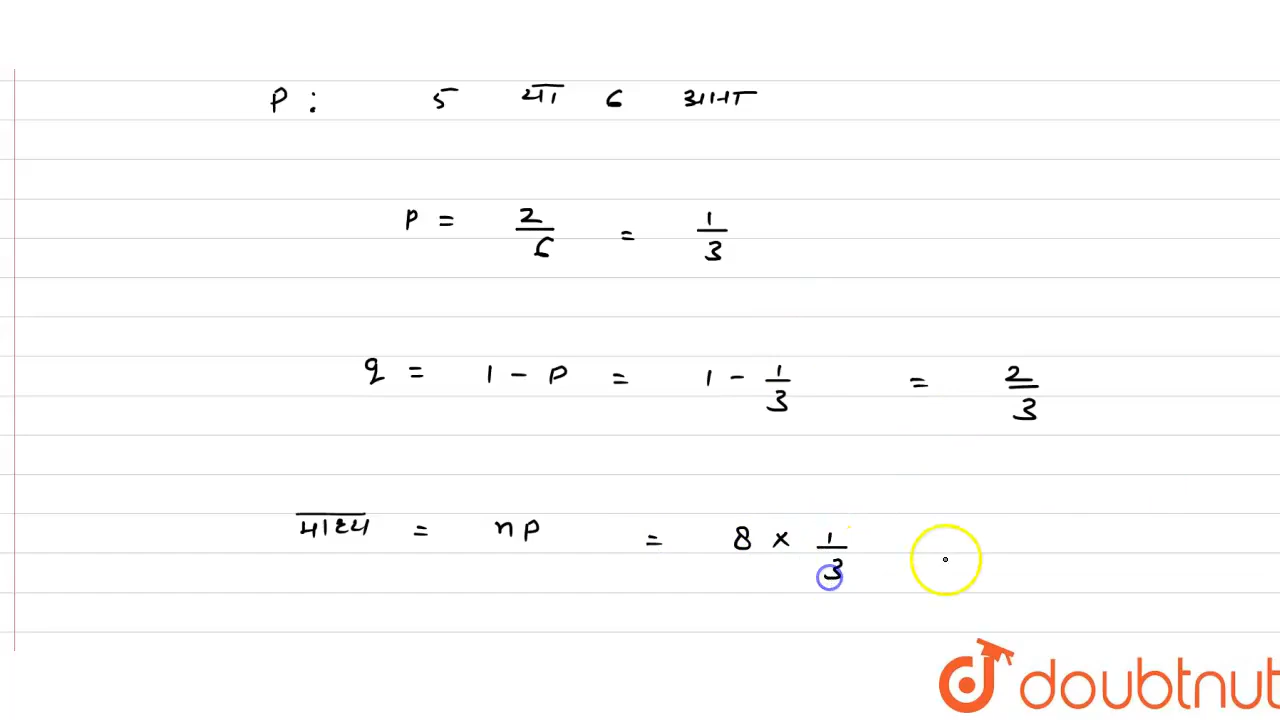 P : 5 या 6 आना
P = 2/6 = 1/3
q = 1 - P = 1 - 1/3 = 2/3
माध्य = np = 8 × 1/3
doubtnut